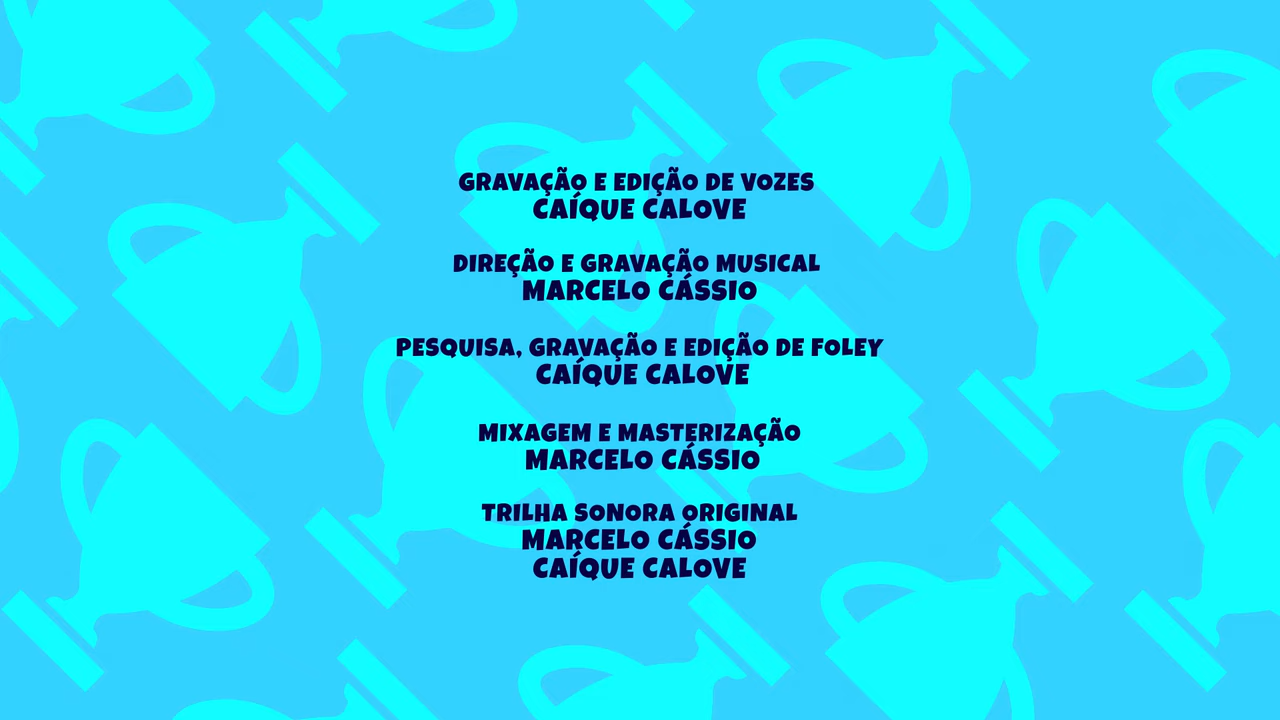 GRAVAÇÃO E EDIÇÃO DE VOZES
CAÍQUE CALOVE
DIREÇÃO E GRAVAÇÃO MUSICAL
MARCELO CÁSSIO
PESQUISA, GRAVAÇÃO E EDIÇÃO DE FOLEY
CAÍQUE CALOVE
MIXAGEM E MASTERIZAÇÃO
MARCELO CÁSSIO
TRILHA SONORA ORIGINAL
MARCELO CÁSSIO
CAÍQUE CALOVE